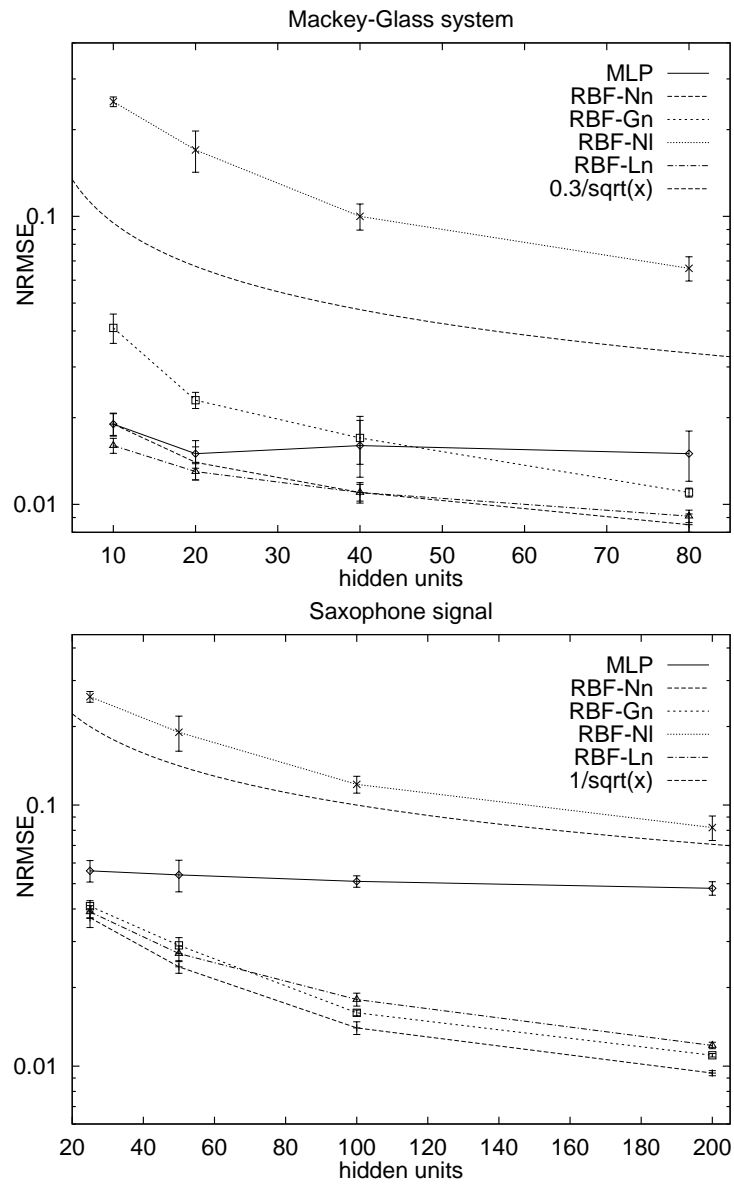 Mackey-Glass system
MLP
RBF-Nn
RBF-Gn
RBF-Nl
RBF-Ln
0.3/sqrt(x)
0.1
0.01
NRMSE
10 20 30 40 50 60 70 80
hidden units
Saxophone signal
MLP
RBF-Nn
RBF-Gn
RBF-Nl
RBF-Ln
1/sqrt(x)
0.1
0.01
NRMSE
20 40 60 80 100 120 140 160 180 200
hidden units